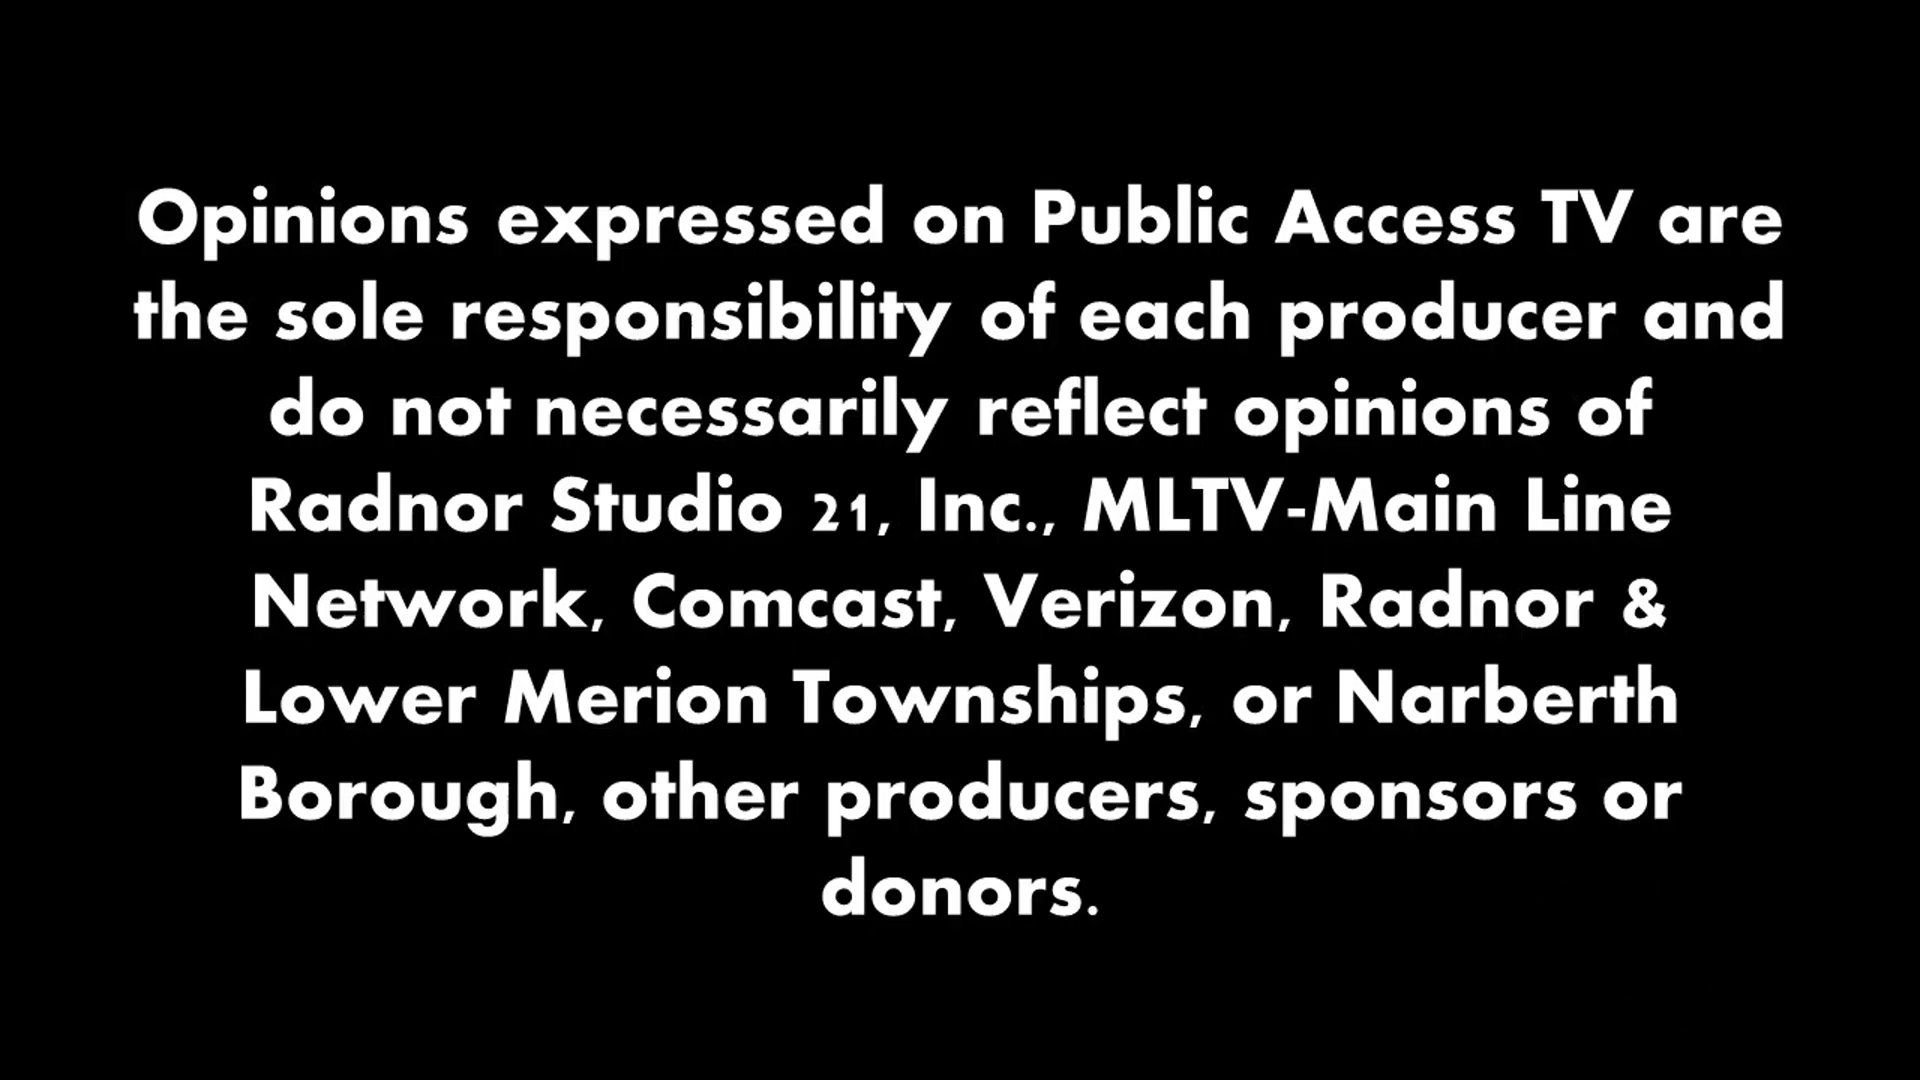 Opinions expressed on Public Access TV are
the sole responsibility of each producer and
do not necessarily reflect opinions of
Radnor Studio 21, Inc., MLTV-Main Line
Network, Comcast, Verizon, Radnor &
Lower Merion Townships, or Narberth
Borough, other producers, sponsors or
donors.